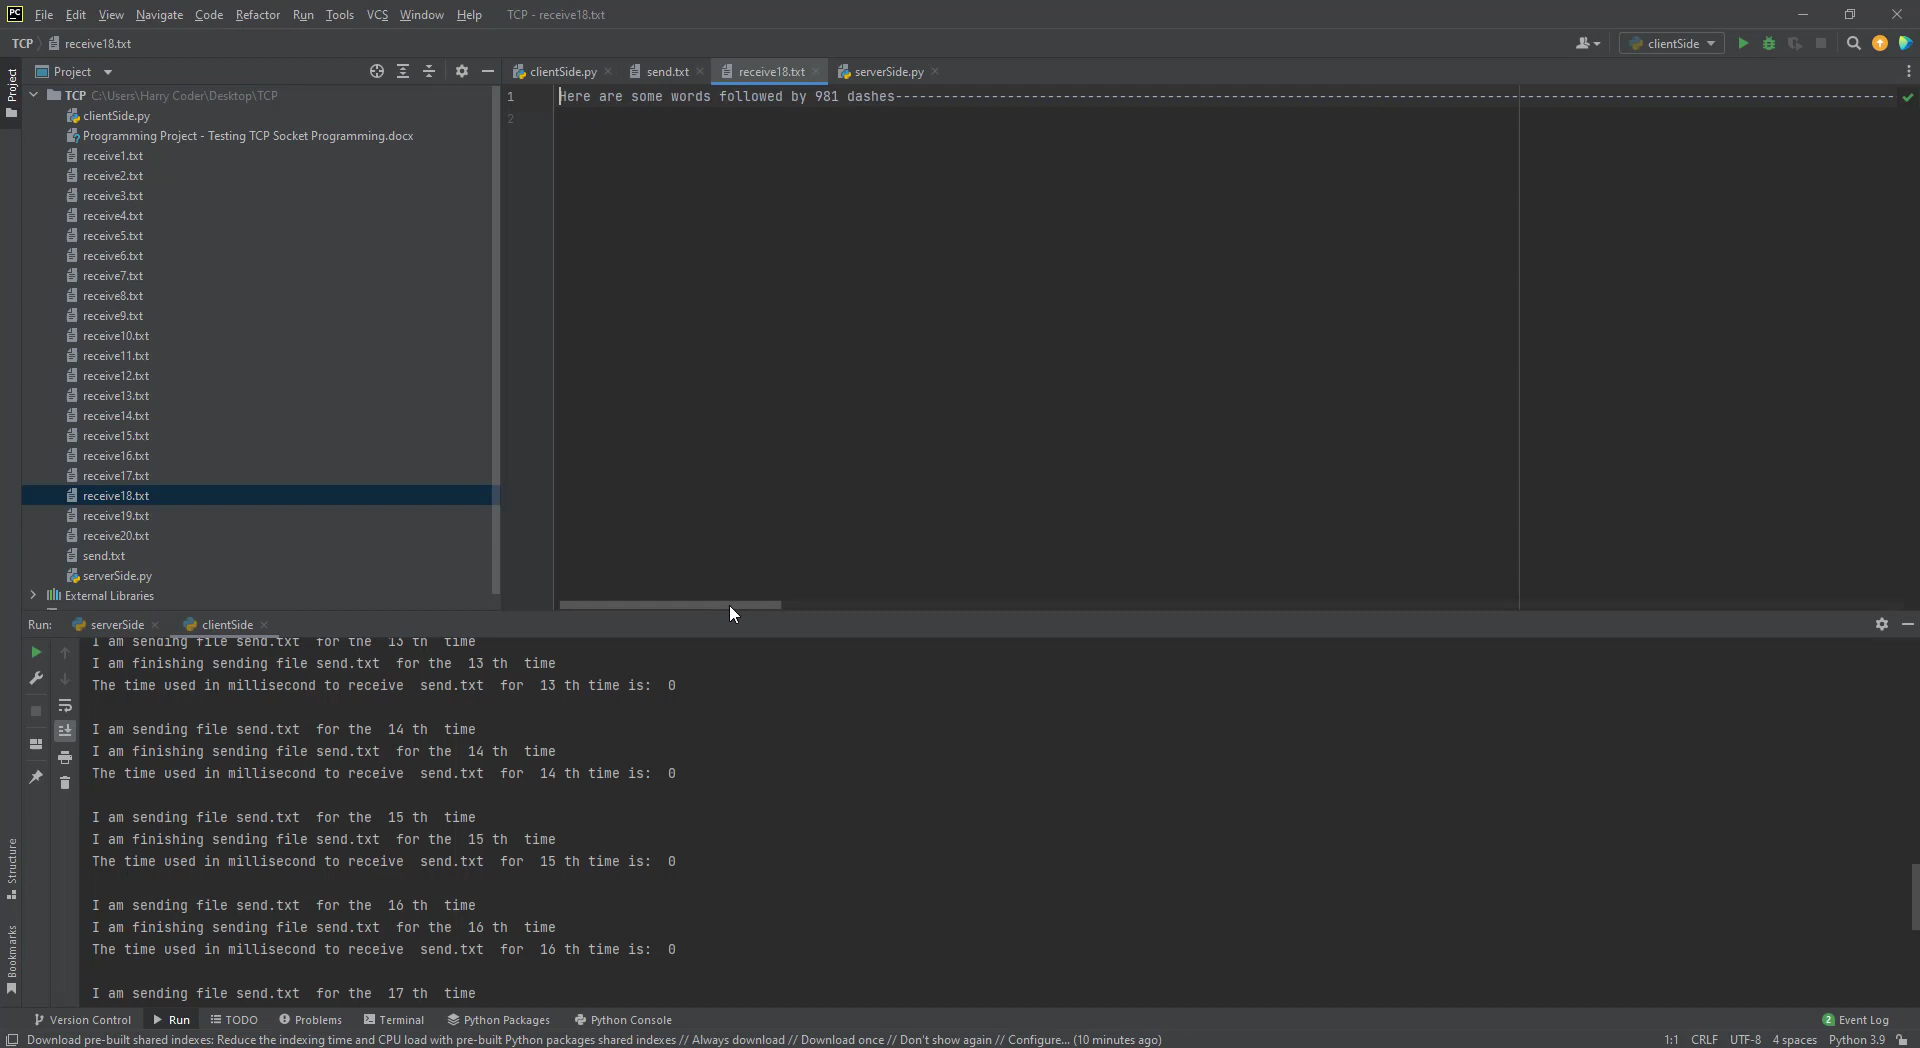 PC File Edit View Navigate Code Refactor Run Tools VCS Window Help TCP - receive18.txt
TCP receive18.txt clientSide
Project clientSide.py send.txt receive18.txt serverSide.py
Project
TCP C:\Users\Harry Coder\Desktop\TCP
clientSide.py
Programming Project - Testing TCP Socket Programming.docx
receive1.txt
receive2.txt
receive3.txt
receive4.txt
receive5.txt
receive6.txt
receive7.txt
receive8.txt
receive9.txt
receive10.txt
receive11.txt
receive12.txt
receive13.txt
receive14.txt
receive15.txt
receive16.txt
receive17.txt
receive18.txt
receive19.txt
receive20.txt
send.txt
serverSide.py
External Libraries
1 Here are some words followed by 981 dashes-----------------------------------------------------------------------------------------------------------------------------
2
Run: serverSide clientSide
I am sending file send.txt for the 13 th time
I am finishing sending file send.txt for the 13 th time
The time used in millisecond to receive send.txt for 13 th time is: 0
I am sending file send.txt for the 14 th time
I am finishing sending file send.txt for the 14 th time
The time used in millisecond to receive send.txt for 14 th time is: 0
I am sending file send.txt for the 15 th time
I am finishing sending file send.txt for the 15 th time
The time used in millisecond to receive send.txt for 15 th time is: 0
I am sending file send.txt for the 16 th time
I am finishing sending file send.txt for the 16 th time
The time used in millisecond to receive send.txt for 16 th time is: 0
I am sending file send.txt for the 17 th time
Structure
Bookmarks
Version Control Run TODO Problems Terminal Python Packages Python Console 2 Event Log
Download pre-built shared indexes: Reduce the indexing time and CPU load with pre-built Python packages shared indexes // Always download // Download once // Don't show again // Configure... (10 minutes ago) 1:1 CRLF UTF-8 4 spaces Python 3.9